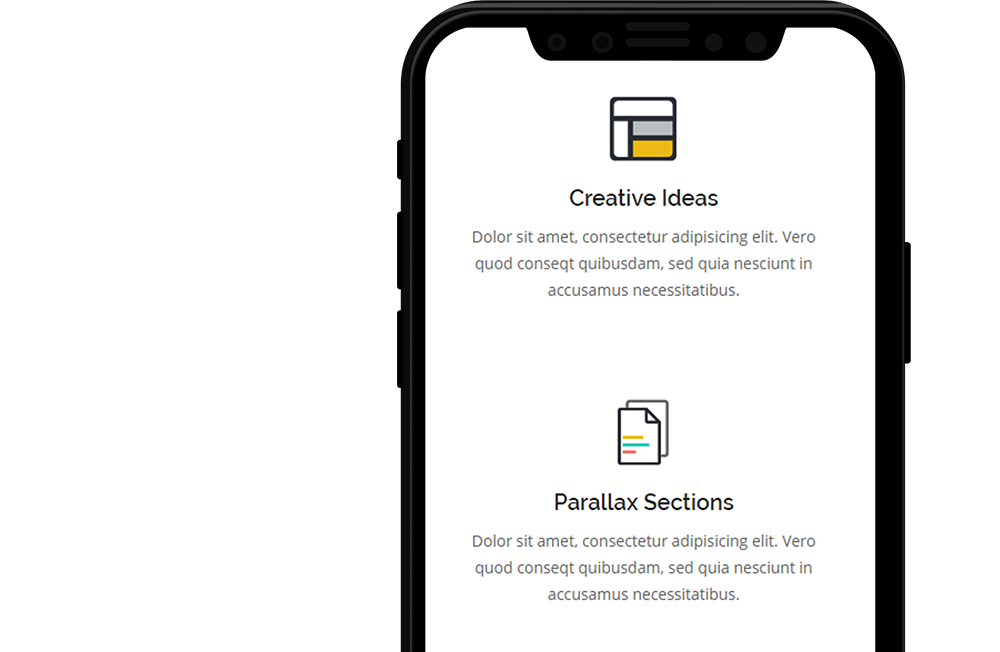 Creative Ideas
Dolor sit amet, consectetur adipisicing elit. Vero
quod conseqt quibusdam, sed quia nesciunt in
accusamus necessitatibus.
Parallax Sections
Dolor sit amet, consectetur adipisicing elit. Vero
quod conseqt quibusdam, sed quia nesciunt in
accusamus necessitatibus.